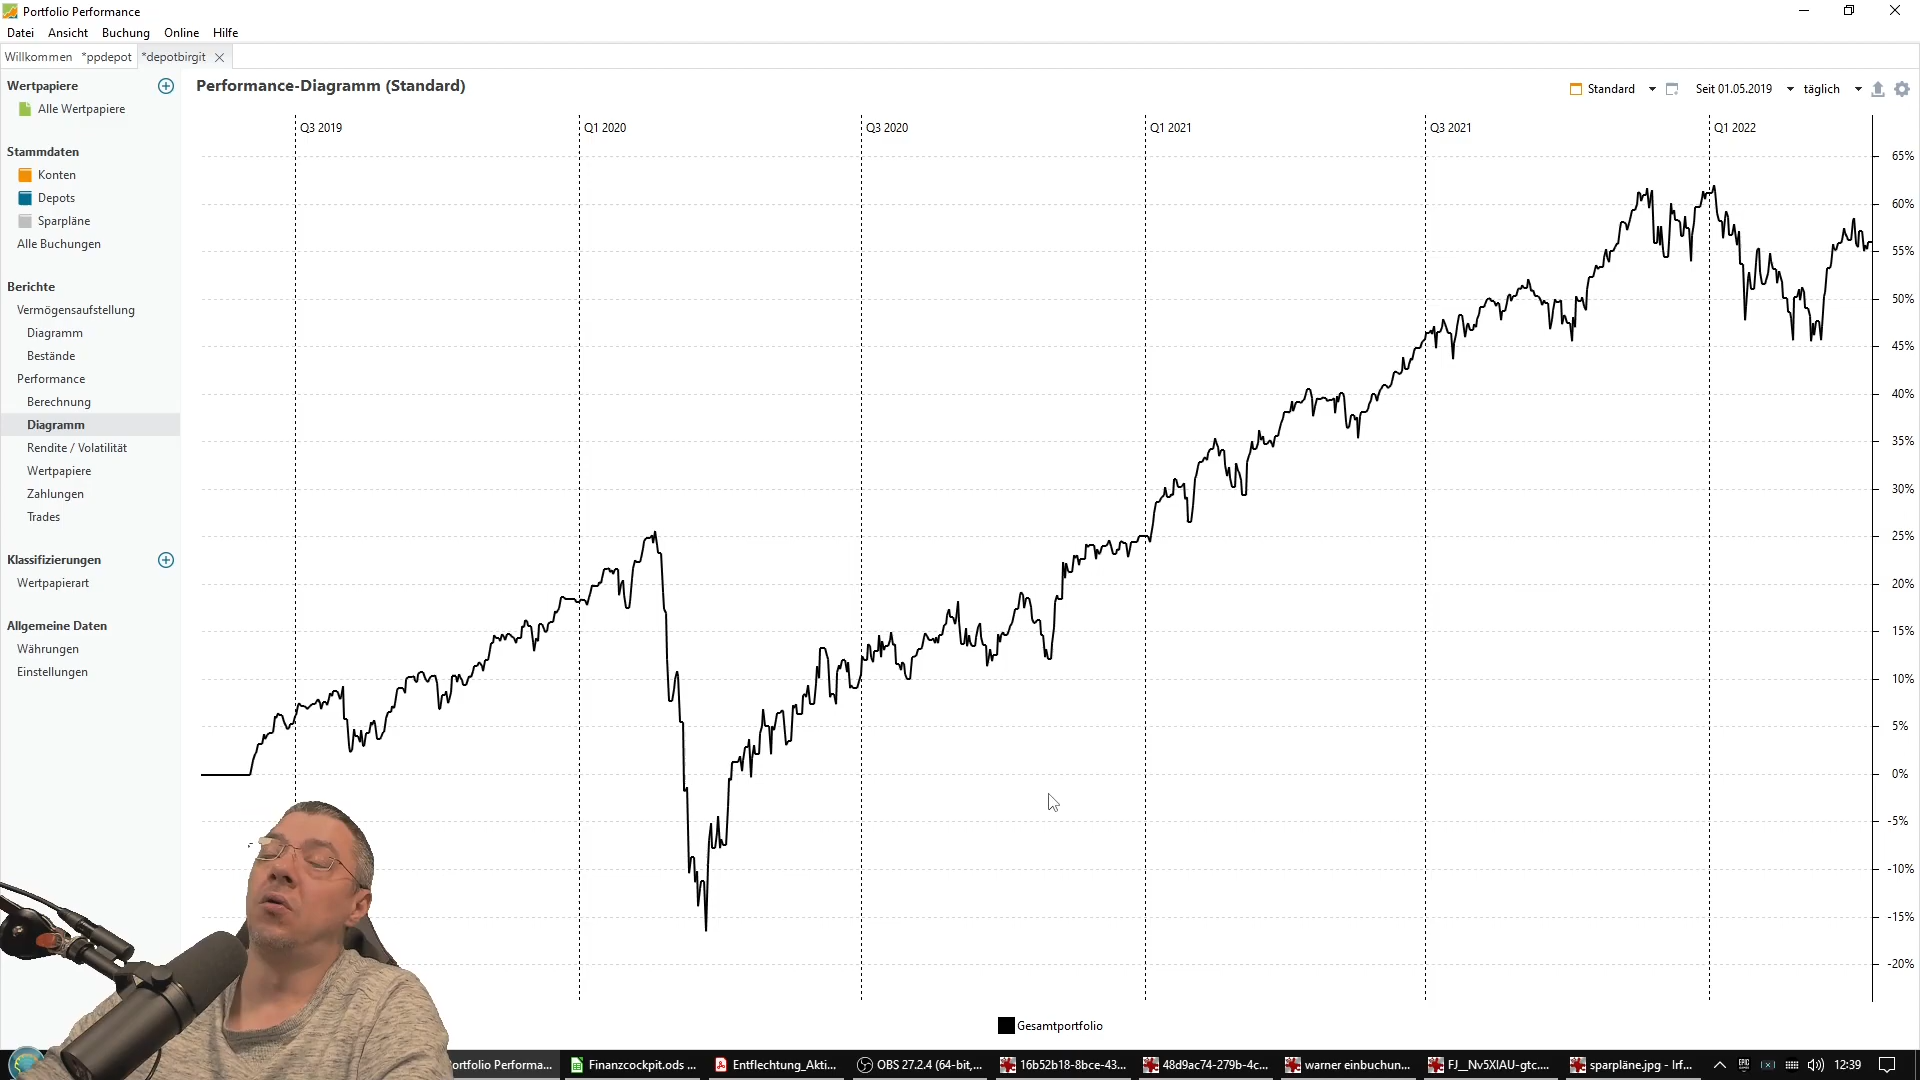 Portfolio Performance
Datei Ansicht Buchung Online Hilfe
Willkommen *ppdepot *depotbirgit
Wertpapiere
Alle Wertpapiere
Stammdaten
Konten
Depots
Sparpläne
Alle Buchungen
Berichte
Vermögensaufstellung
Diagramm
Bestände
Performance
Berechnung
Diagramm
Rendite / Volatilität
Wertpapiere
Zahlungen
Trades
Klassifizierungen
Wertpapierart
Allgemeine Daten
Währungen
Einstellungen
Performance-Diagramm (Standard)
Standard Seit 01.05.2019 täglich
Q3 2019 Q1 2020 Q3 2020 Q1 2021 Q3 2021 Q1 2022
65%
60%
55%
50%
45%
40%
35%
30%
25%
20%
15%
10%
5%
0%
-5%
-10%
-15%
-20%
Gesamtportfolio
ortfolio Performa... Finanzcockpit.ods ... Entflechtung_Akti... OBS 27.2.4 (64-bit,... 16b52b18-8bce-43... 48d9ac74-279b-4c... warner einbuchun... FJ__Nv5XIAU-gtc.... sparpläne.jpg - Irf... 12:39